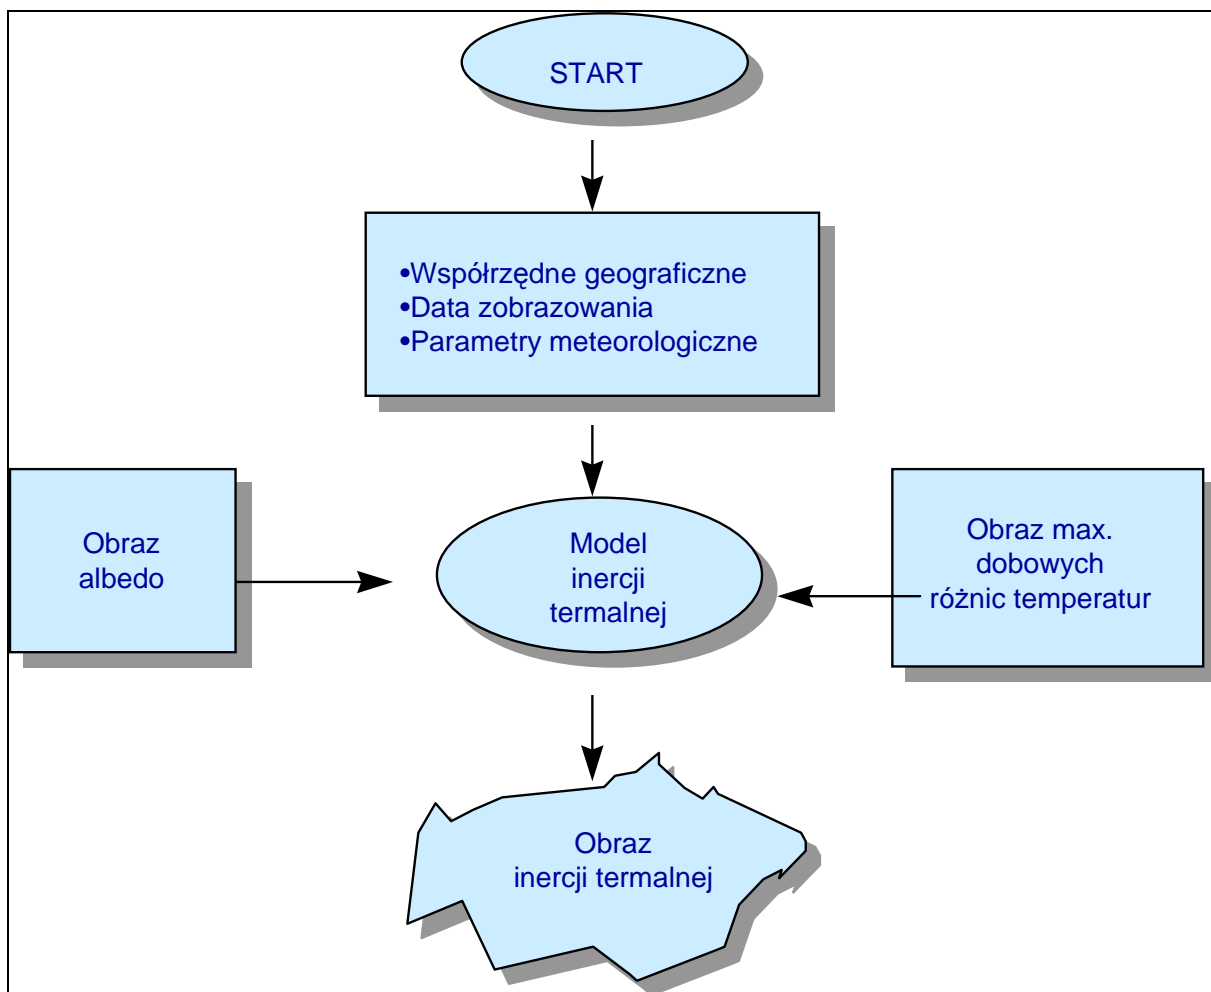 START
•Współrzędne geograficzne
•Data zobrazowania
•Parametry meteorologiczne
Obraz
albedo
Model
inercji
termalnej
Obraz max.
dobowych
różnic temperatur
Obraz
inercji termalnej